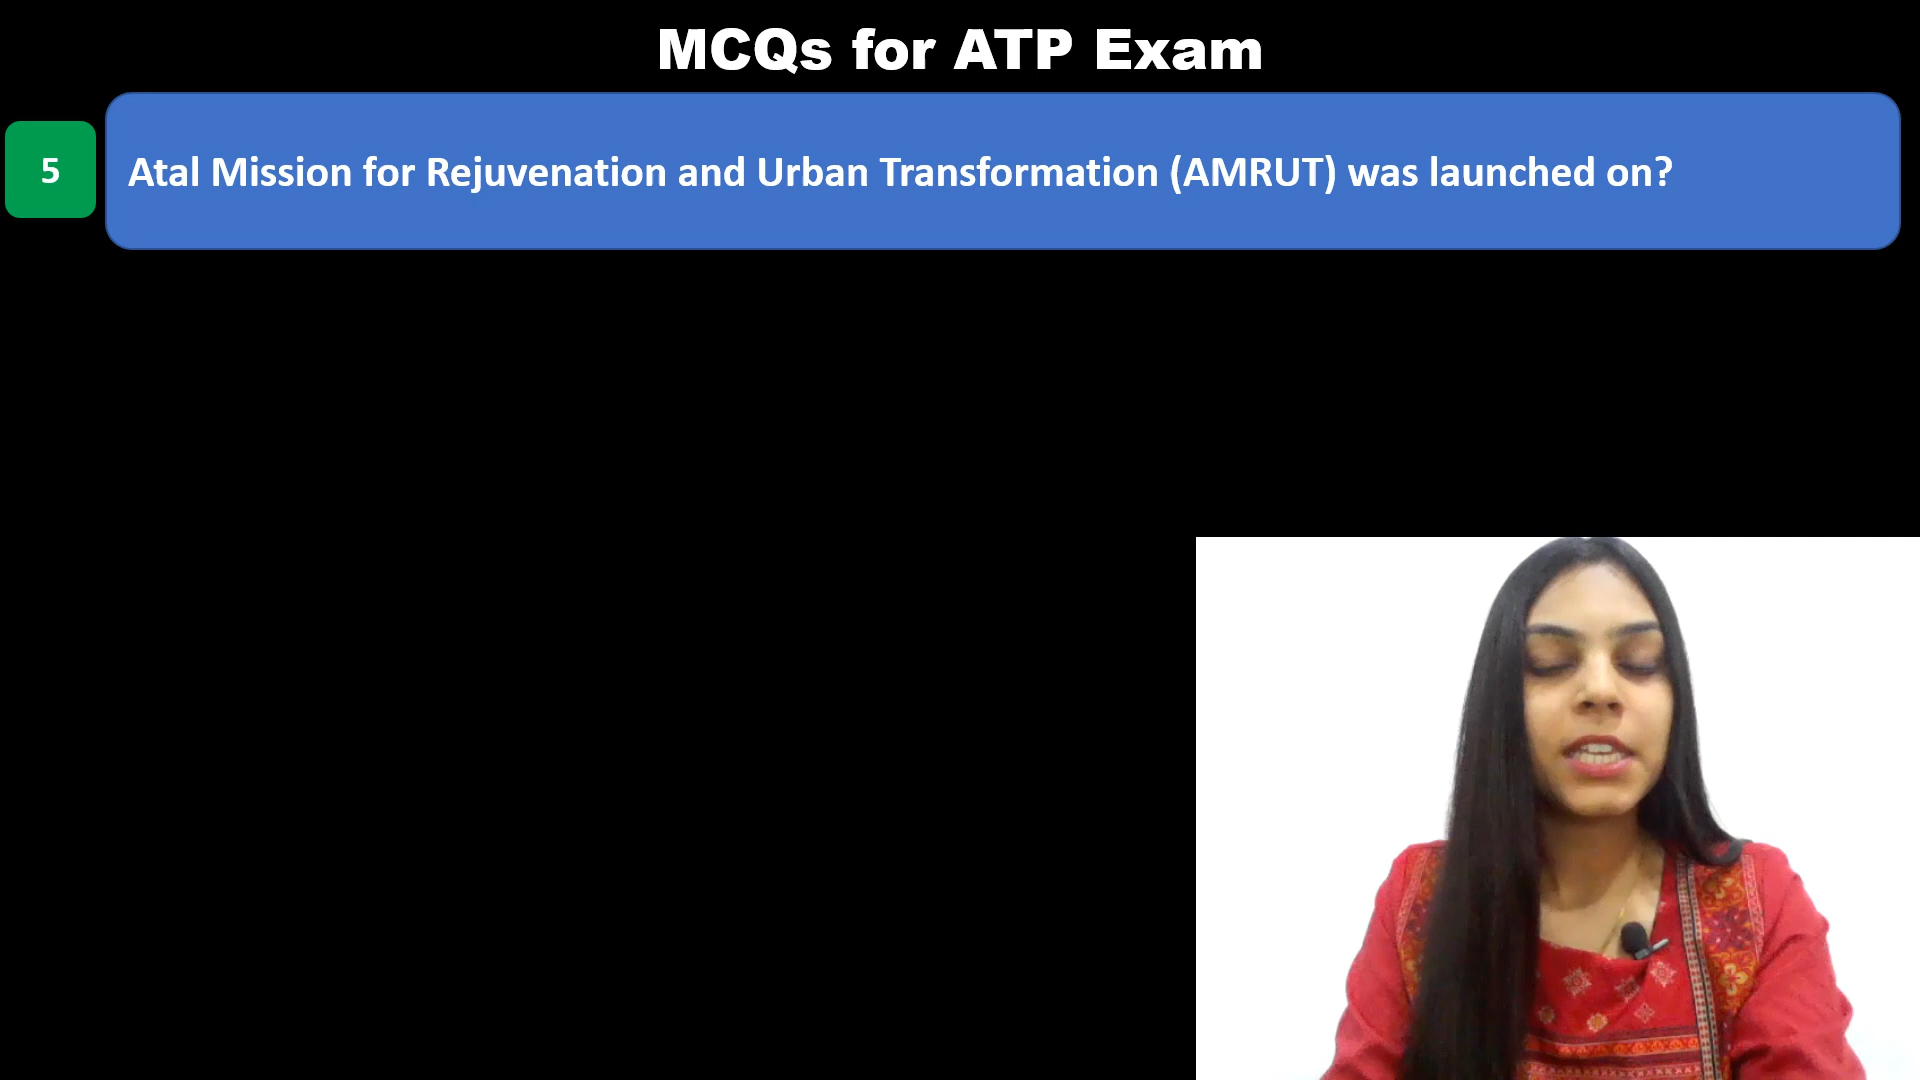 MCQs for ATP Exam
5
Atal Mission for Rejuvenation and Urban Transformation (AMRUT) was launched on?